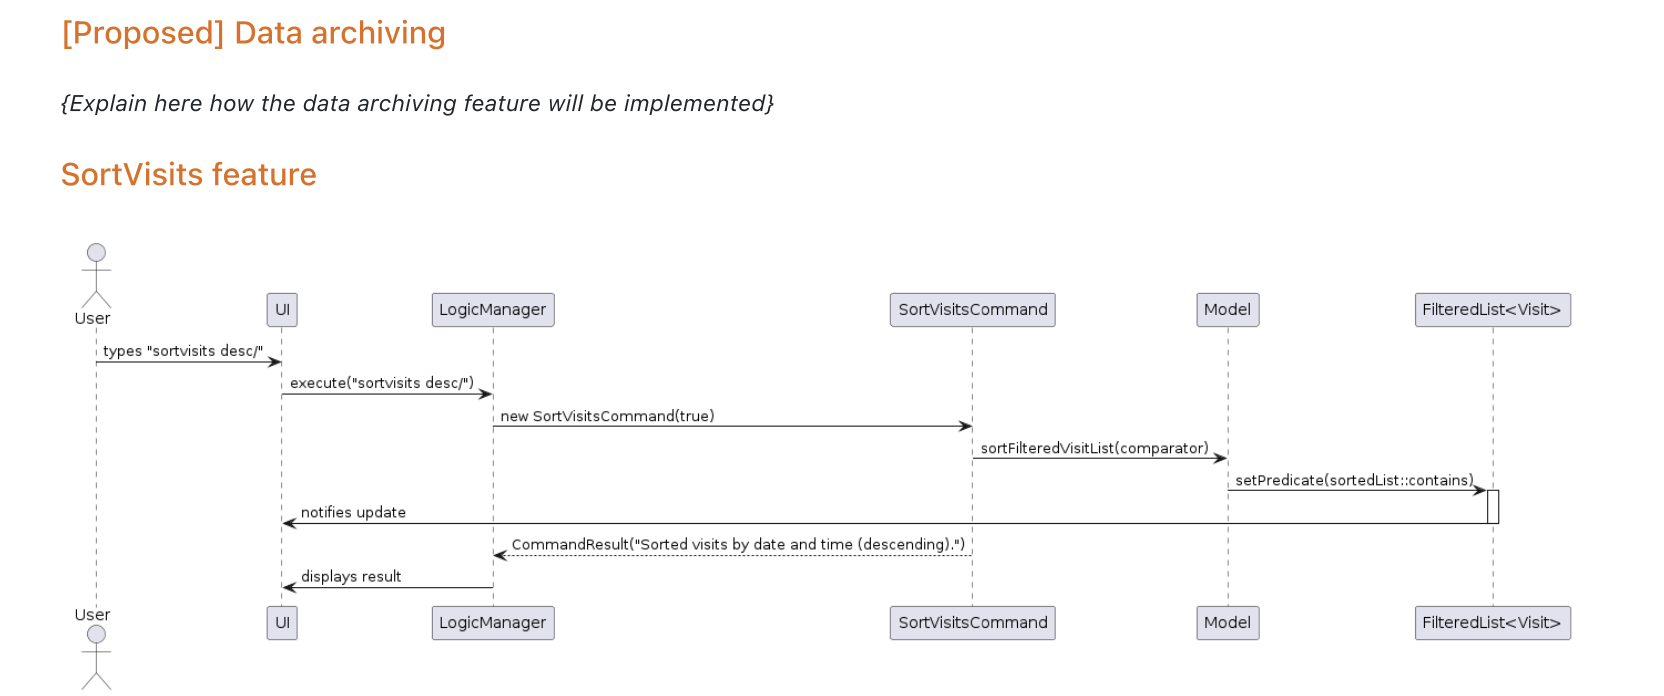 [Proposed] Data archiving
{Explain here how the data archiving feature will be implemented}
SortVisits feature
User
UI
LogicManager
SortVisitsCommand
Model
FilteredList<Visit>
types "sortvisits desc/"
execute("sortvisits desc/")
new SortVisitsCommand(true)
sortFilteredVisitList(comparator)
setPredicate(sortedList::contains)
notifies update
CommandResult("Sorted visits by date and time (descending).")
displays result
User
UI
LogicManager
SortVisitsCommand
Model
FilteredList<Visit>